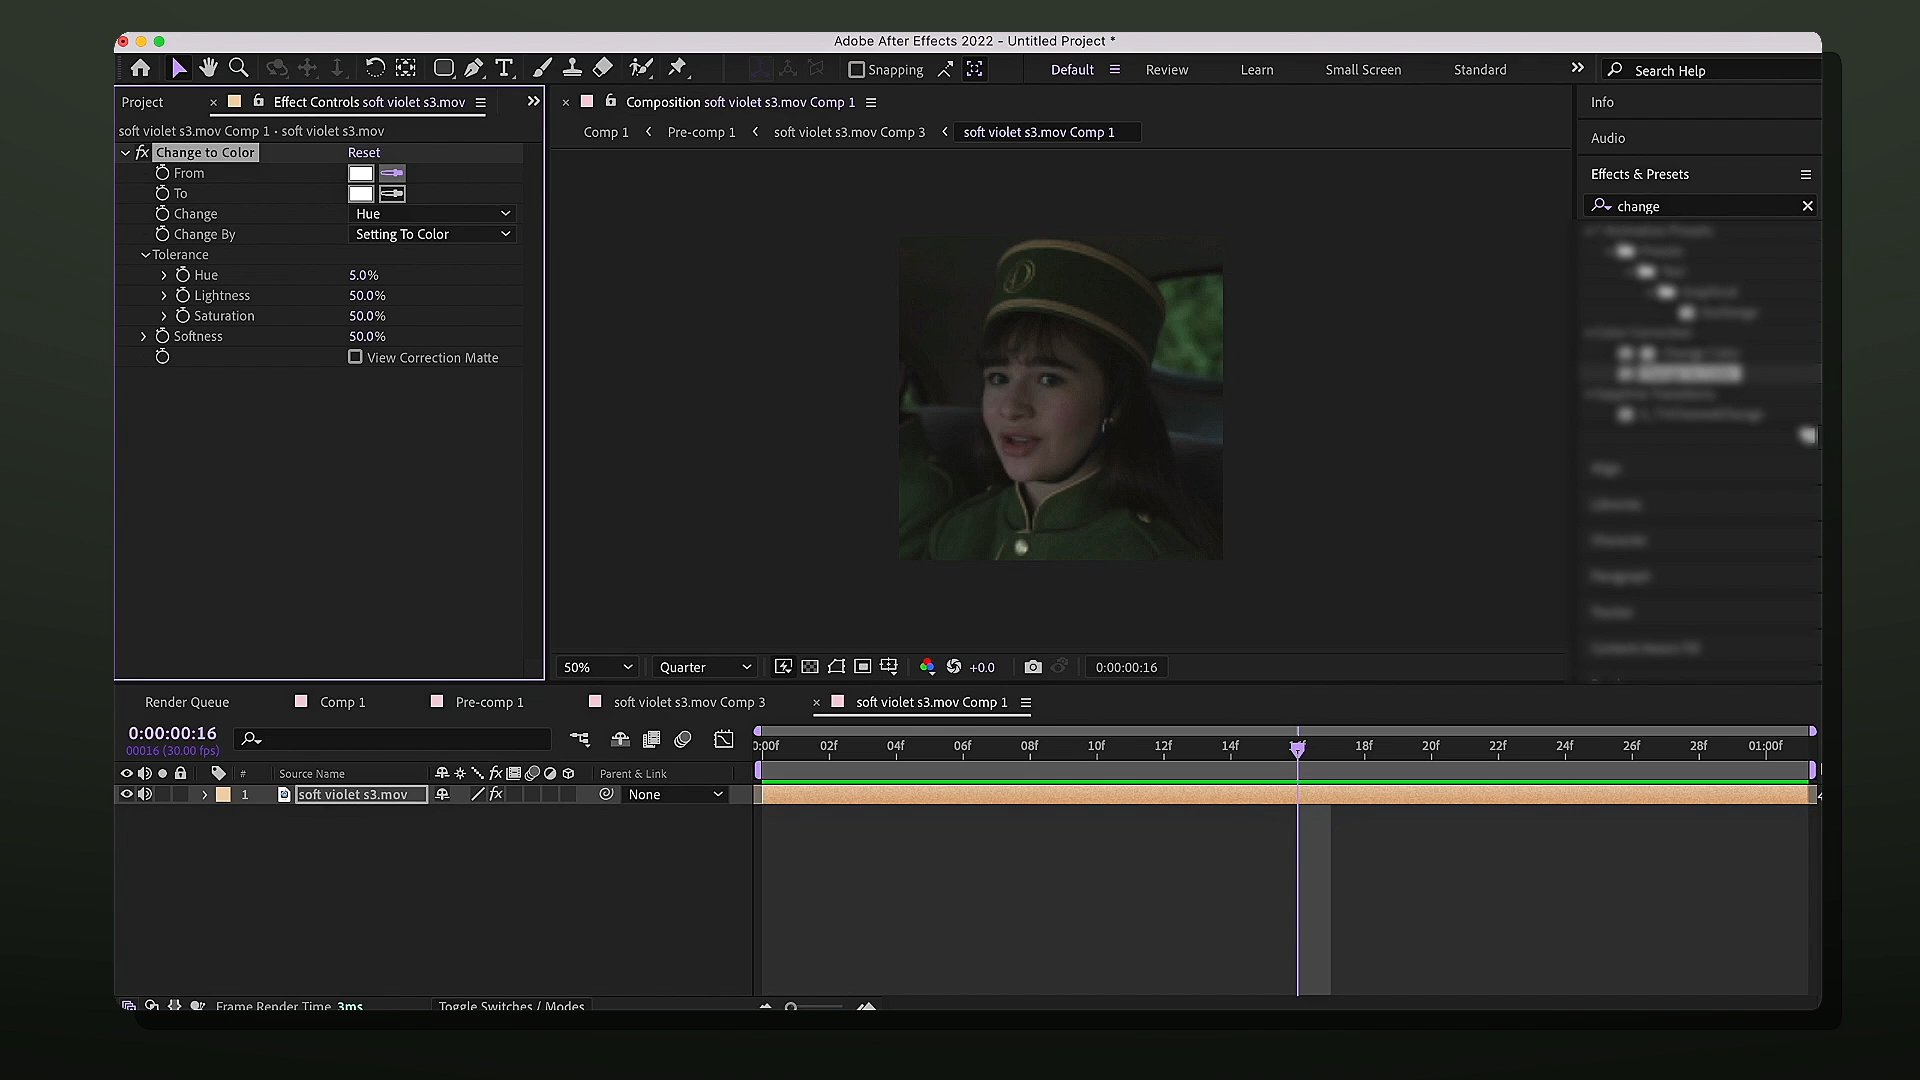 Adobe After Effects 2022 - Untitled Project *
Snapping
Default
Review
Learn
Small Screen
Standard
Search Help
Project
Effect Controls soft violet s3.mov
soft violet s3.mov Comp 1 • soft violet s3.mov
fx Change to Color
Reset
From
To
Change
Hue
Change By
Setting To Color
Tolerance
Hue
5.0%
Lightness
50.0%
Saturation
50.0%
Softness
50.0%
View Correction Matte
Composition soft violet s3.mov Comp 1
Comp 1
Pre-comp 1
soft violet s3.mov Comp 3
soft violet s3.mov Comp 1
50%
Quarter
+0.0
0:00:00:16
Info
Audio
Effects & Presets
change
Render Queue
Comp 1
Pre-comp 1
soft violet s3.mov Comp 3
soft violet s3.mov Comp 1
0:00:00:16
00016 (30.00 fps)
0:00f
02f
04f
06f
08f
10f
12f
14f
18f
20f
22f
24f
26f
28f
01:00f
#
Source Name
fx
Parent & Link
1
soft violet s3.mov
fx
None
Frame Render Time 3ms
Toggle Switches / Modes